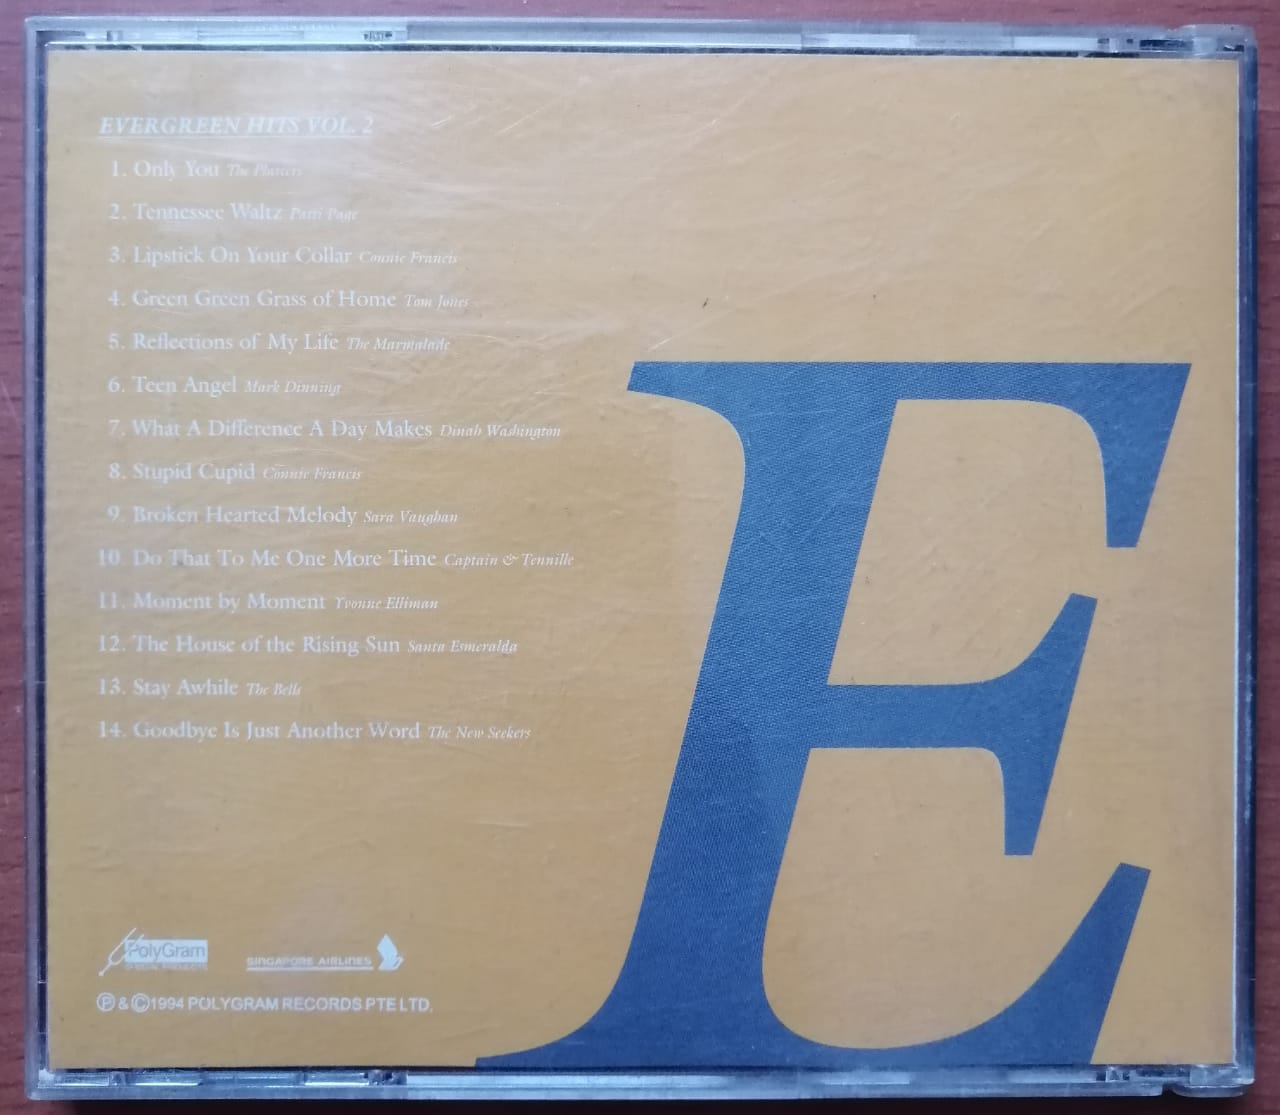 EVERGREEN HITS VOL. 2
1. Only You The Platters
2. Tennessee Waltz Patti Page
3. Lipstick On Your Collar Connie Francis
4. Green Green Grass of Home Tom Jones
5. Reflections of My Life The Marmalade
6. Teen Angel Mark Dinning
7. What A Difference A Day Makes Dinah Washington
8. Stupid Cupid Connie Francis
9. Broken Hearted Melody Sara Vaughan
10. Do That To Me One More Time Captain & Tennille
11. Moment by Moment Yvonne Elliman
12. The House of the Rising Sun Santa Esmeralda
13. Stay Awhile The Bells
14. Goodbye Is Just Another Word The New Seekers
E
PolyGram
SPECIAL PROJECTS
SINGAPORE AIRLINES
Ⓟ & ©1994 POLYGRAM RECORDS PTE LTD.